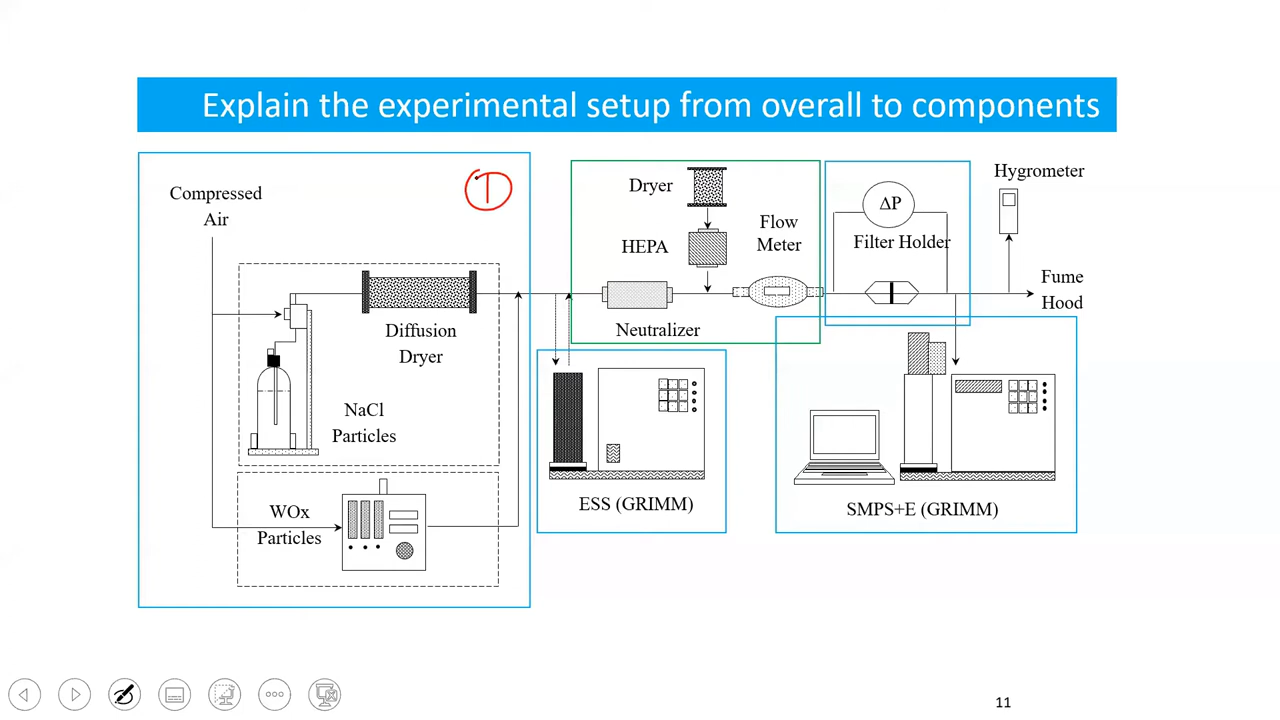 Explain the experimental setup from overall to components
Compressed
Air
1
Diffusion
Dryer
NaCl
Particles
WOx
Particles
Dryer
HEPA
Flow
Meter
Neutralizer
ΔP
Filter Holder
Hygrometer
Fume
Hood
ESS (GRIMM)
SMPS+E (GRIMM)
11